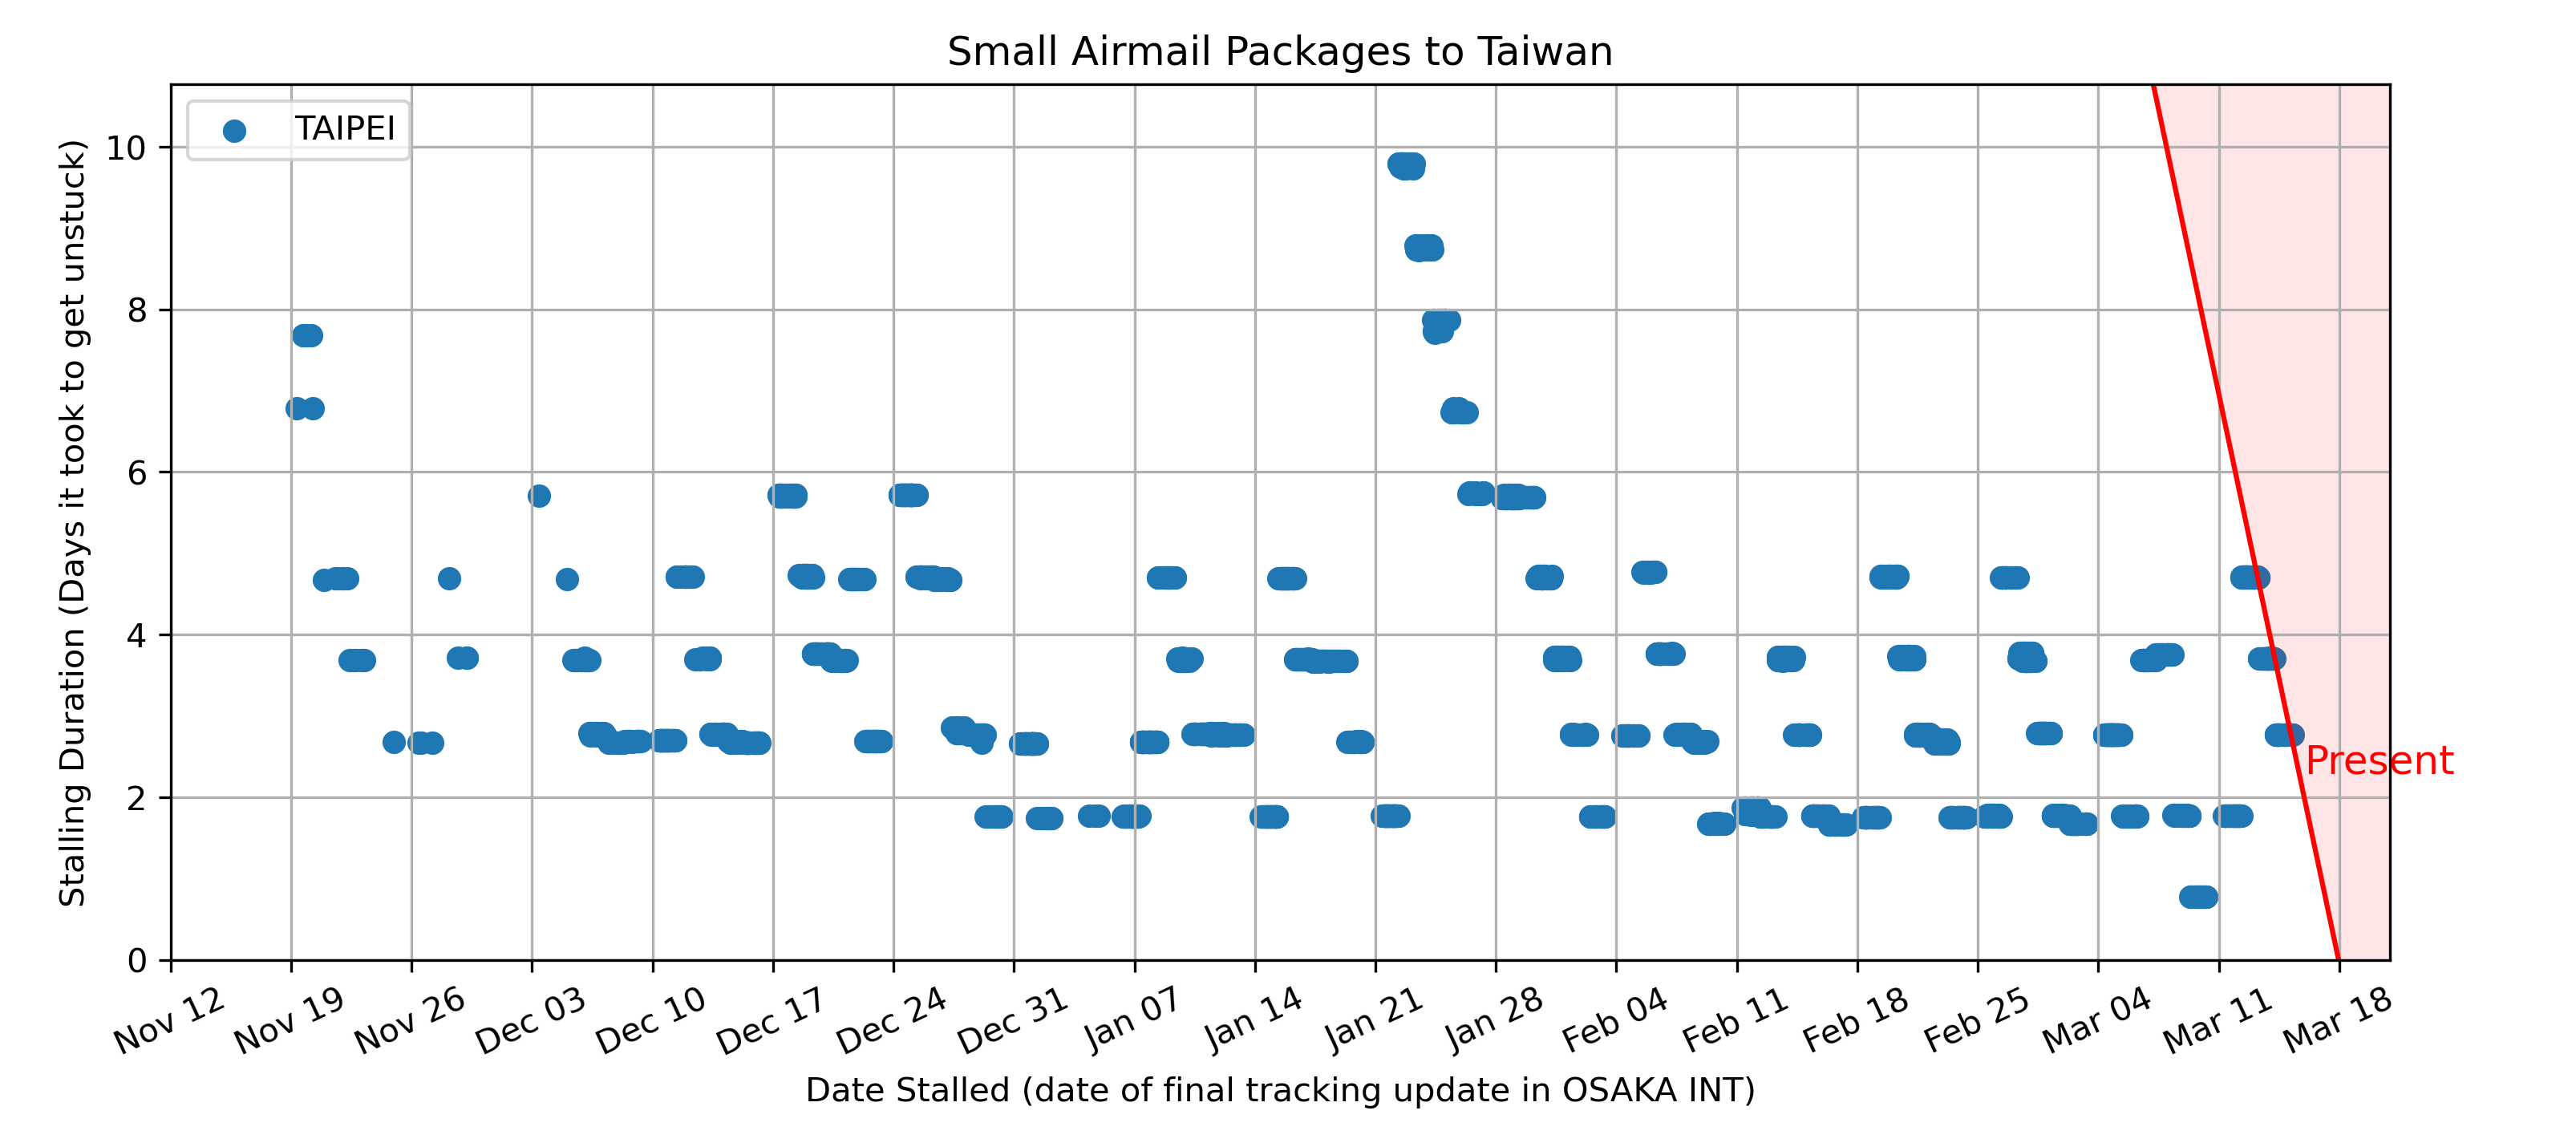 Small Airmail Packages to Taiwan
TAIPEI
Stalling Duration (Days it took to get unstuck)
10
8
6
4
2
0
Present
Nov 12
Nov 19
Nov 26
Dec 03
Dec 10
Dec 17
Dec 24
Dec 31
Jan 07
Jan 14
Jan 21
Jan 28
Feb 04
Feb 11
Feb 18
Feb 25
Mar 04
Mar 11
Mar 18
Date Stalled (date of final tracking update in OSAKA INT)